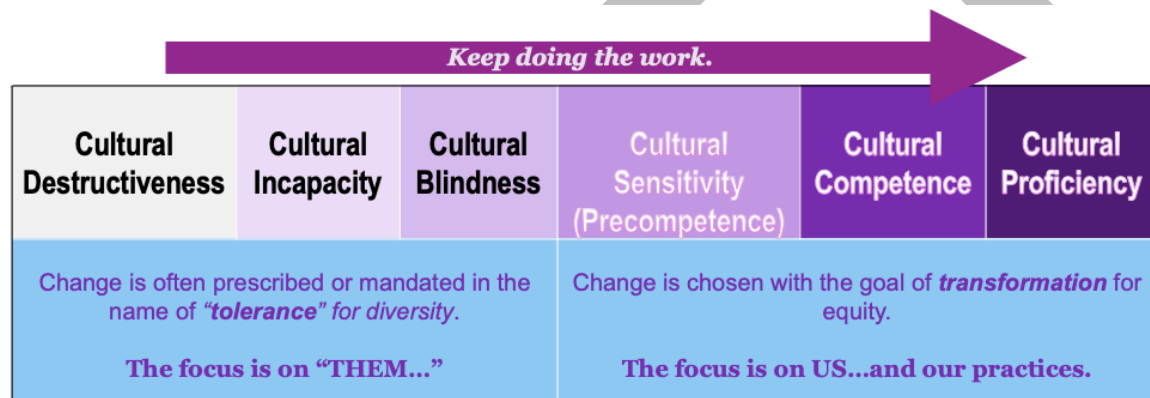 Keep doing the work.
Cultural
Destructiveness
Cultural
Incapacity
Cultural
Blindness
Cultural
Sensitivity
(Precompetence)
Cultural
Competence
Cultural
Proficiency
Change is often prescribed or mandated in the
name of “tolerance” for diversity.
The focus is on “THEM...”
Change is chosen with the goal of transformation for
equity.
The focus is on US...and our practices.